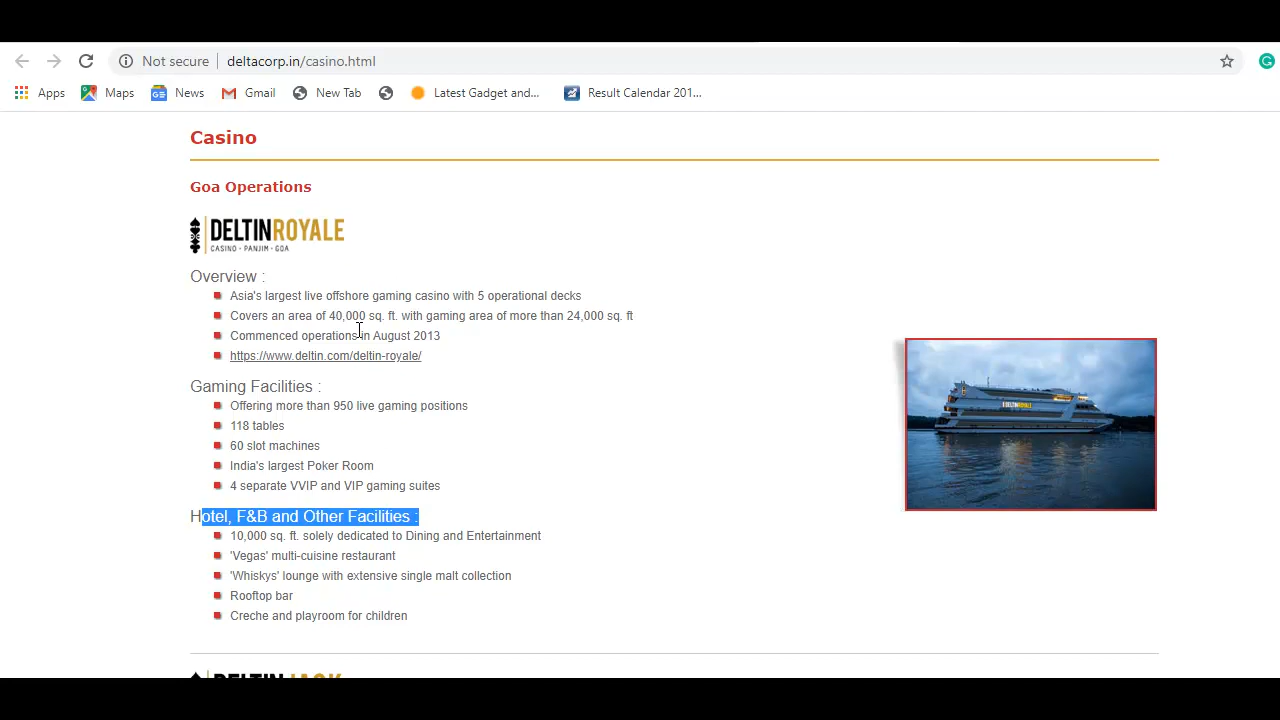 Not secure
deltacorp.in/casino.html
Apps
Maps
News
Gmail
New Tab
Latest Gadget and...
Result Calendar 201...
Casino
Goa Operations
DELTINROYALE
CASINO • PANJIM • GOA
Overview :
Asia's largest live offshore gaming casino with 5 operational decks
Covers an area of 40,000 sq. ft. with gaming area of more than 24,000 sq. ft
Commenced operations in August 2013
https://www.deltin.com/deltin-royale/
Gaming Facilities :
Offering more than 950 live gaming positions
118 tables
60 slot machines
India's largest Poker Room
4 separate VVIP and VIP gaming suites
DELTINROYALE
Hotel, F&B and Other Facilities :
10,000 sq. ft. solely dedicated to Dining and Entertainment
'Vegas' multi-cuisine restaurant
'Whiskys' lounge with extensive single malt collection
Rooftop bar
Creche and playroom for children
DELTINJACK